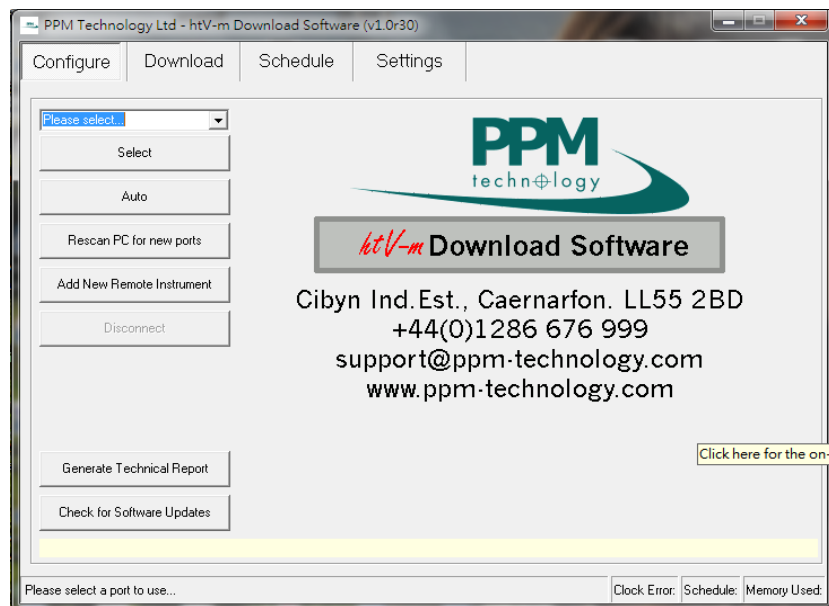 PPM Technology Ltd - htV-m Download Software (v1.0r30)
Configure Download Schedule Settings
Please select...
Select
Auto
Rescan PC for new ports
Add New Remote Instrument
Disconnect
Generate Technical Report
Check for Software Updates
PPM
technology
htV-m Download Software
Cibyn Ind.Est., Caernarfon. LL55 2BD
+44(0)1286 676 999
support@ppm-technology.com
www.ppm-technology.com
Click here for the on-
Please select a port to use...
Clock Error: Schedule: Memory Used: